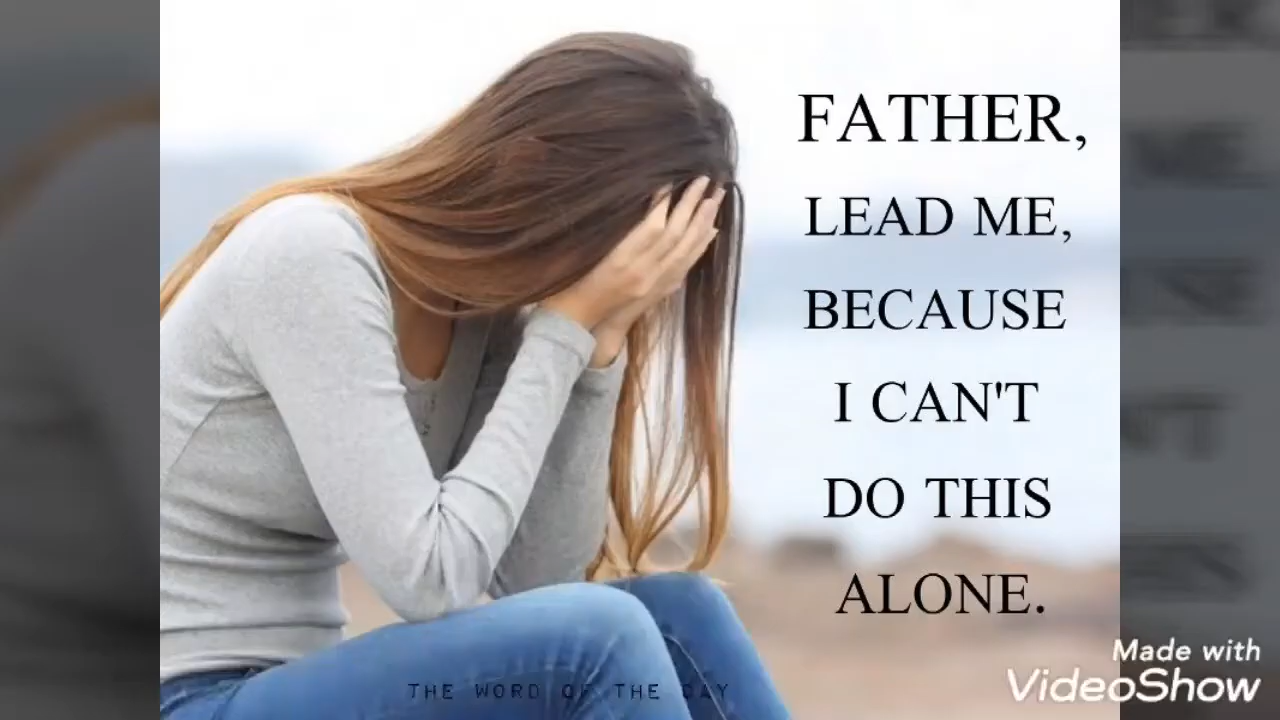 FATHER,
LEAD ME,
BECAUSE
I CAN'T
DO THIS
ALONE.
THE WORD OF THE DAY
Made with
VideoShow